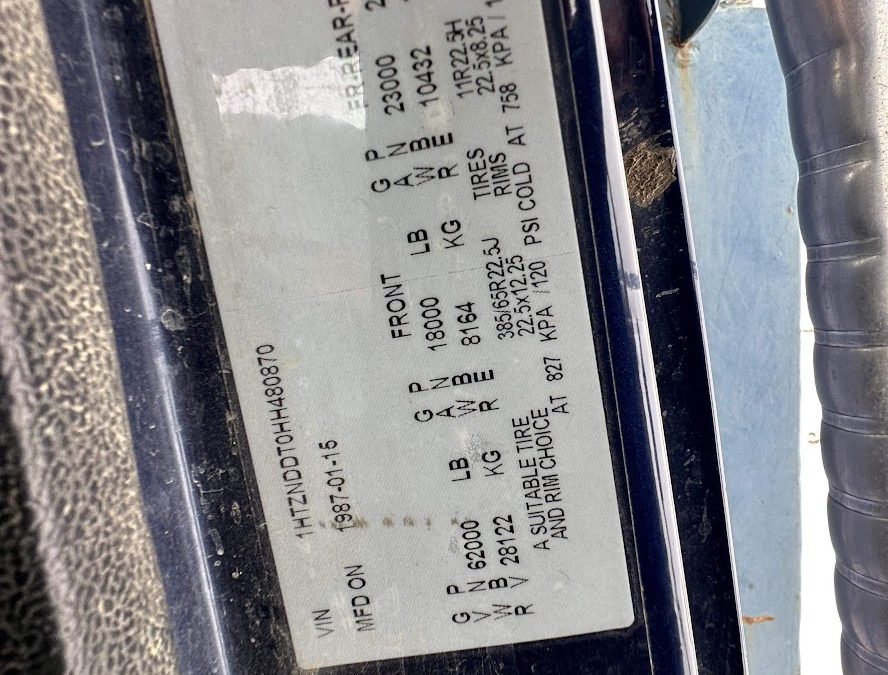 VIN 1HTZNDDT0HH480870
MFD ON 1987-01-15
FRONT FR-REAR-
G P G P G P
V N 62000 LB A N 18000 LB A N 23000
W B W B W B
R V 28122 KG R E 8164 KG R E 10432
A SUITABLE TIRE 385/65R22.5J TIRES 11R22.5H
AND RIM CHOICE 22.5x12.25 RIMS 22.5x8.25
AT 827 KPA /120 PSI COLD AT 758 KPA /